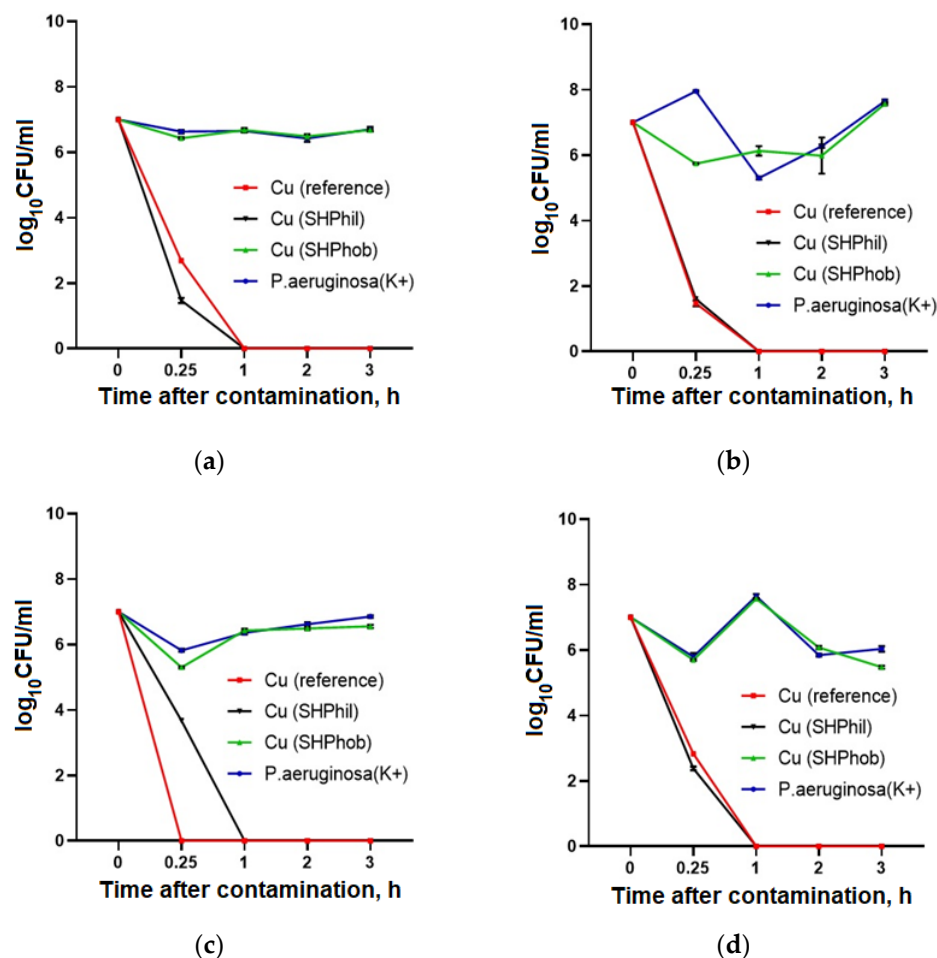 10
8
6
4
2
0
log10CFU/ml
Cu (reference)
Cu (SHPhil)
Cu (SHPhob)
P.aeruginosa(K+)
0 0.25 1 2 3
Time after contamination, h
(a)
10
8
6
4
2
0
log10CFU/ml
Cu (reference)
Cu (SHPhil)
Cu (SHPhob)
P.aeruginosa(K+)
0 0.25 1 2 3
Time after contamination, h
(b)
10
8
6
4
2
0
log10CFU/ml
Cu (reference)
Cu (SHPhil)
Cu (SHPhob)
P.aeruginosa(K+)
0 0.25 1 2 3
Time after contamination, h
(c)
10
8
6
4
2
0
log10CFU/ml
Cu (reference)
Cu (SHPhil)
Cu (SHPhob)
P.aeruginosa(K+)
0 0.25 1 2 3
Time after contamination, h
(d)